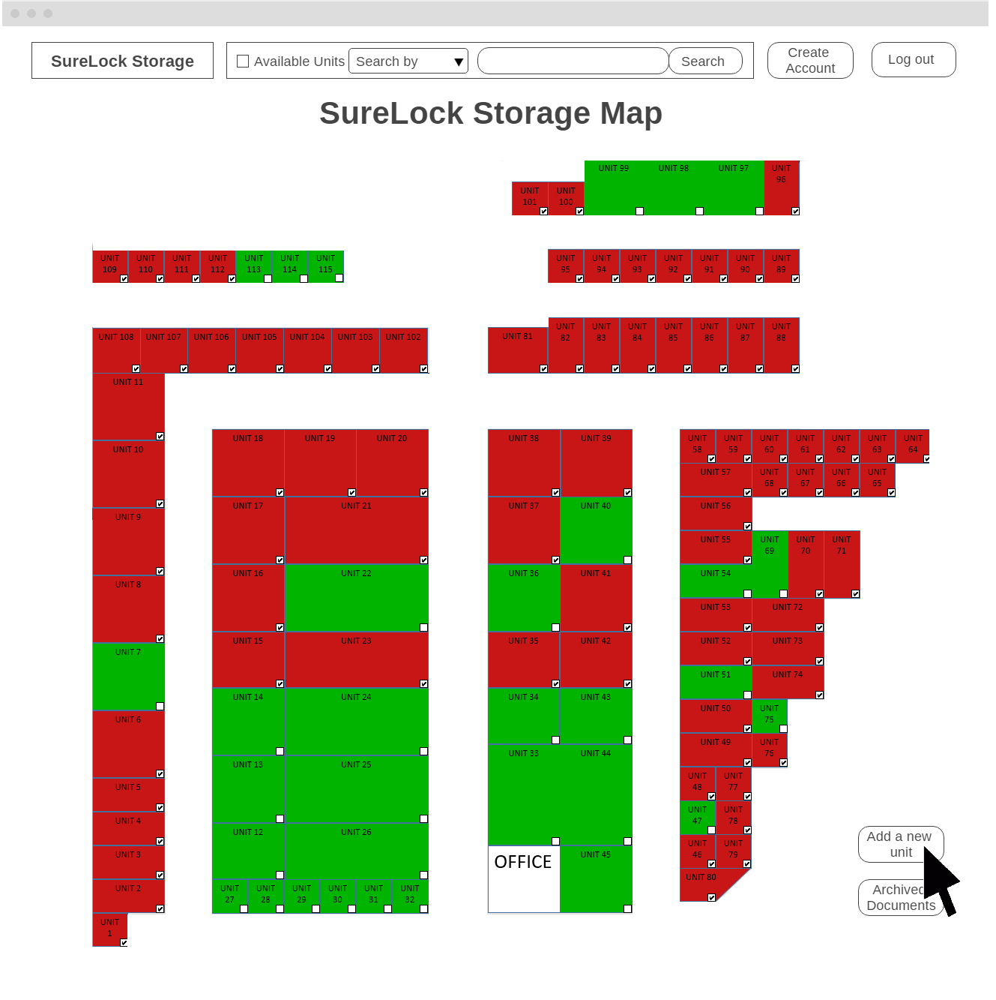 SureLock Storage
Available Units
Search by
Search
Create
Account
Log out
SureLock Storage Map
UNIT 99
UNIT 98
UNIT 97
UNIT
96
UNIT
101
UNIT
100
UNIT
109
UNIT
110
UNIT
111
UNIT
112
UNIT
113
UNIT
114
UNIT
115
UNIT
95
UNIT
94
UNIT
93
UNIT
92
UNIT
91
UNIT
90
UNIT
89
UNIT 108
UNIT 107
UNIT 106
UNIT 105
UNIT 104
UNIT 103
UNIT 102
UNIT 81
UNIT
82
UNIT
83
UNIT
84
UNIT
85
UNIT
86
UNIT
87
UNIT
88
UNIT 11
UNIT 10
UNIT 9
UNIT 8
UNIT 7
UNIT 6
UNIT 5
UNIT 4
UNIT 3
UNIT 2
UNIT
1
UNIT 18
UNIT 19
UNIT 20
UNIT 17
UNIT 21
UNIT 16
UNIT 22
UNIT 15
UNIT 23
UNIT 14
UNIT 24
UNIT 13
UNIT 25
UNIT 12
UNIT 26
UNIT
27
UNIT
28
UNIT
29
UNIT
30
UNIT
31
UNIT
32
UNIT 38
UNIT 39
UNIT 37
UNIT 40
UNIT 36
UNIT 41
UNIT 35
UNIT 42
UNIT 34
UNIT 43
UNIT 33
UNIT 44
OFFICE
UNIT 45
UNIT
58
UNIT
59
UNIT
60
UNIT
61
UNIT
62
UNIT
63
UNIT
64
UNIT 57
UNIT
68
UNIT
67
UNIT
66
UNIT
65
UNIT 56
UNIT 55
UNIT
69
UNIT
70
UNIT
71
UNIT 54
UNIT 53
UNIT 72
UNIT 52
UNIT 73
UNIT 51
UNIT 74
UNIT 50
UNIT
75
UNIT 49
UNIT
76
UNIT
48
UNIT
77
UNIT
47
UNIT
78
UNIT
46
UNIT
79
UNIT 80
Add a new
unit
Archived
Documents